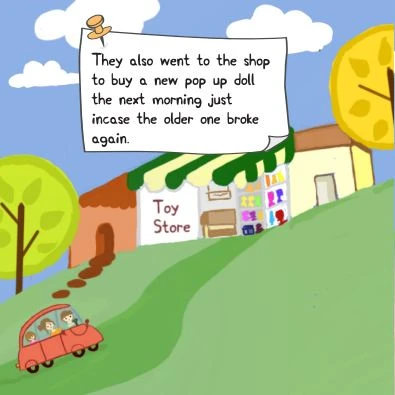 They also went to the shop
to buy a new pop up doll
the next morning just
incase the older one broke
again.
Toy
Store